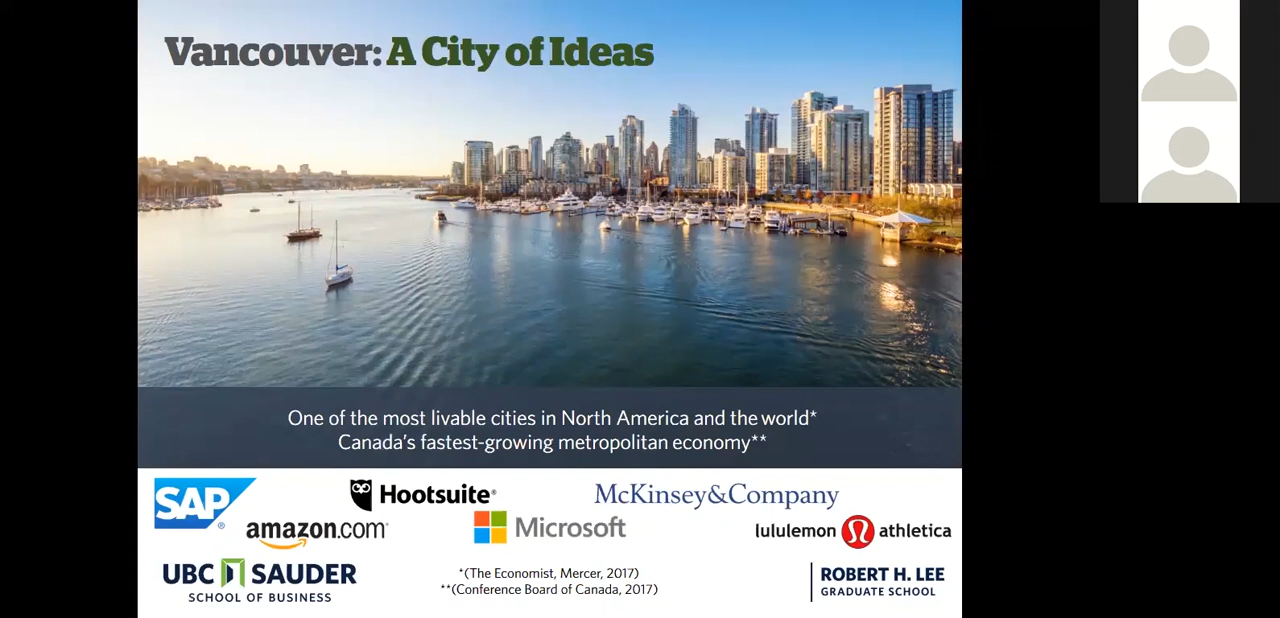 Vancouver: A City of Ideas
One of the most livable cities in North America and the world*
Canada's fastest-growing metropolitan economy**
SAP®
Hootsuite®
McKinsey&Company
amazon.com®
Microsoft
lululemon athletica
UBC SAUDER
SCHOOL OF BUSINESS
*(The Economist, Mercer, 2017)
**(Conference Board of Canada, 2017)
ROBERT H. LEE
GRADUATE SCHOOL